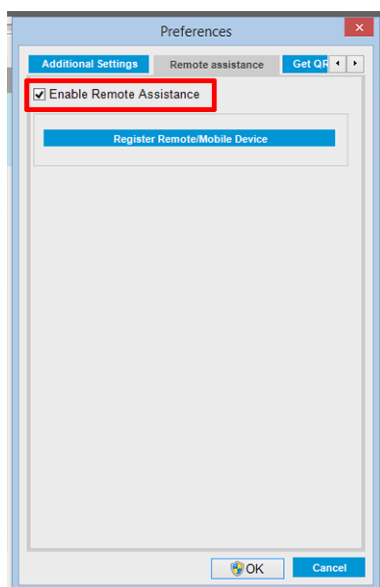 Preferences
Additional Settings Remote assistance Get QR
Enable Remote Assistance
Register Remote/Mobile Device
OK Cancel